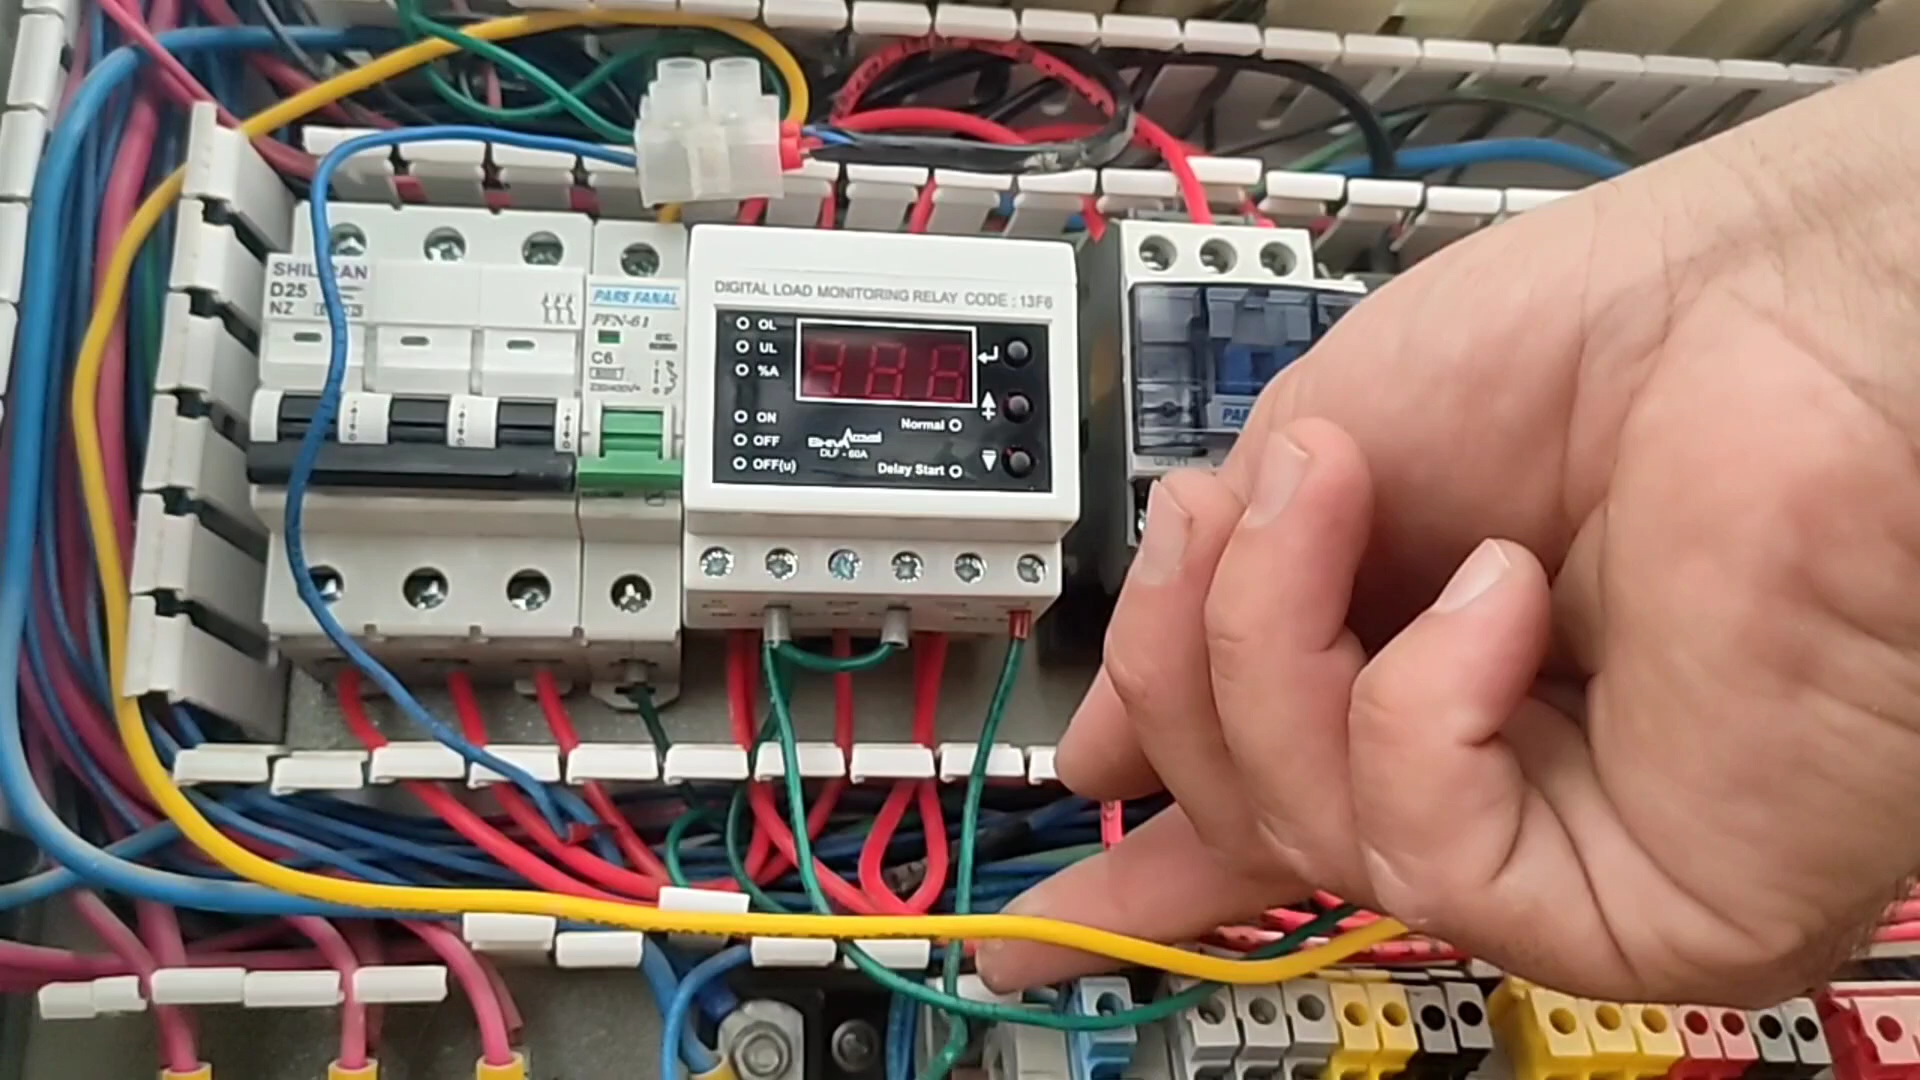 D25
NZ
PARS FANAL
PFN-61
C6
DIGITAL LOAD MONITORING RELAY CODE : 13F6
OL
UL
%A
ON
OFF
OFF(u)
Normal
Delay Start
DLF - 60A